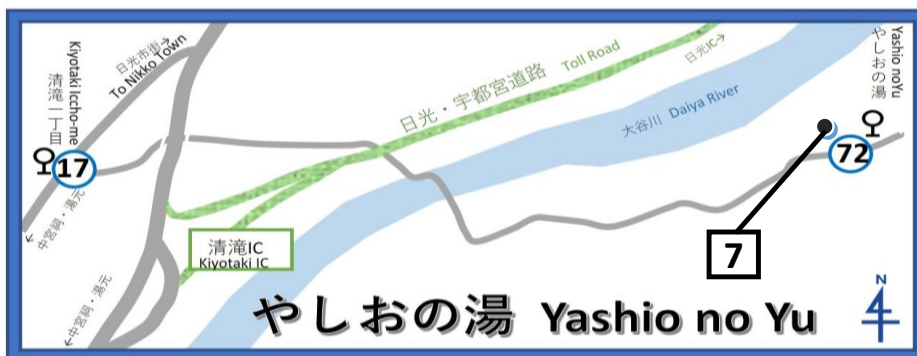 日光市街→
To Nikko Town
Kiyotaki Iccho-me
清滝一丁目
17
←中宮祠・湯元
←中宮祠・湯元
日光・宇都宮道路 Toll Road
日光IC→
大谷川 Daiya River
清滝IC
Kiyotaki IC
Yashio noYu
やしおの湯
72
7
やしおの湯 Yashio no Yu
N